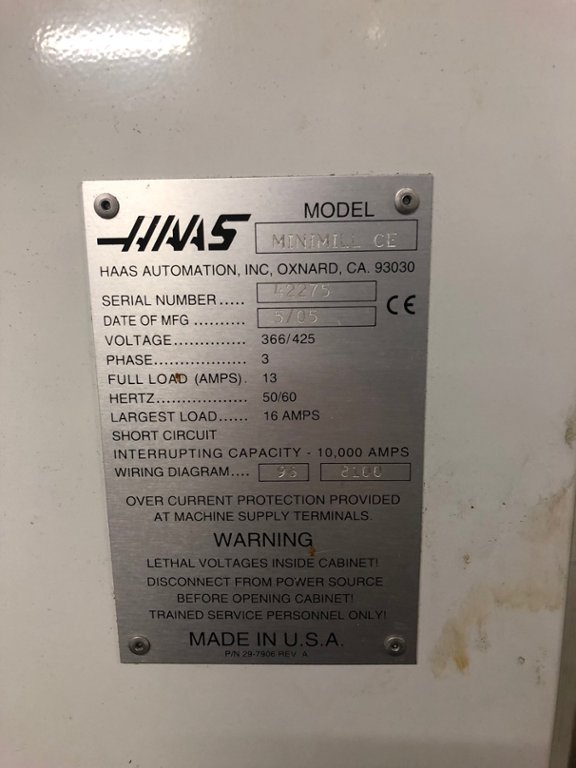 HAAS
MODEL
MINIMILL CE
HAAS AUTOMATION, INC, OXNARD, CA. 93030
SERIAL NUMBER ..... 42275
DATE OF MFG .......... 5/05
CE
VOLTAGE.............. 366/425
PHASE.................. 3
FULL LOAD (AMPS). 13
HERTZ.................. 50/60
LARGEST LOAD...... 16 AMPS
SHORT CIRCUIT
INTERRUPTING CAPACITY - 10,000 AMPS
WIRING DIAGRAM.... 96 8100
OVER CURRENT PROTECTION PROVIDED
AT MACHINE SUPPLY TERMINALS.
WARNING
LETHAL VOLTAGES INSIDE CABINET!
DISCONNECT FROM POWER SOURCE
BEFORE OPENING CABINET!
TRAINED SERVICE PERSONNEL ONLY!
MADE IN U.S.A.
P/N 29-7906 REV A